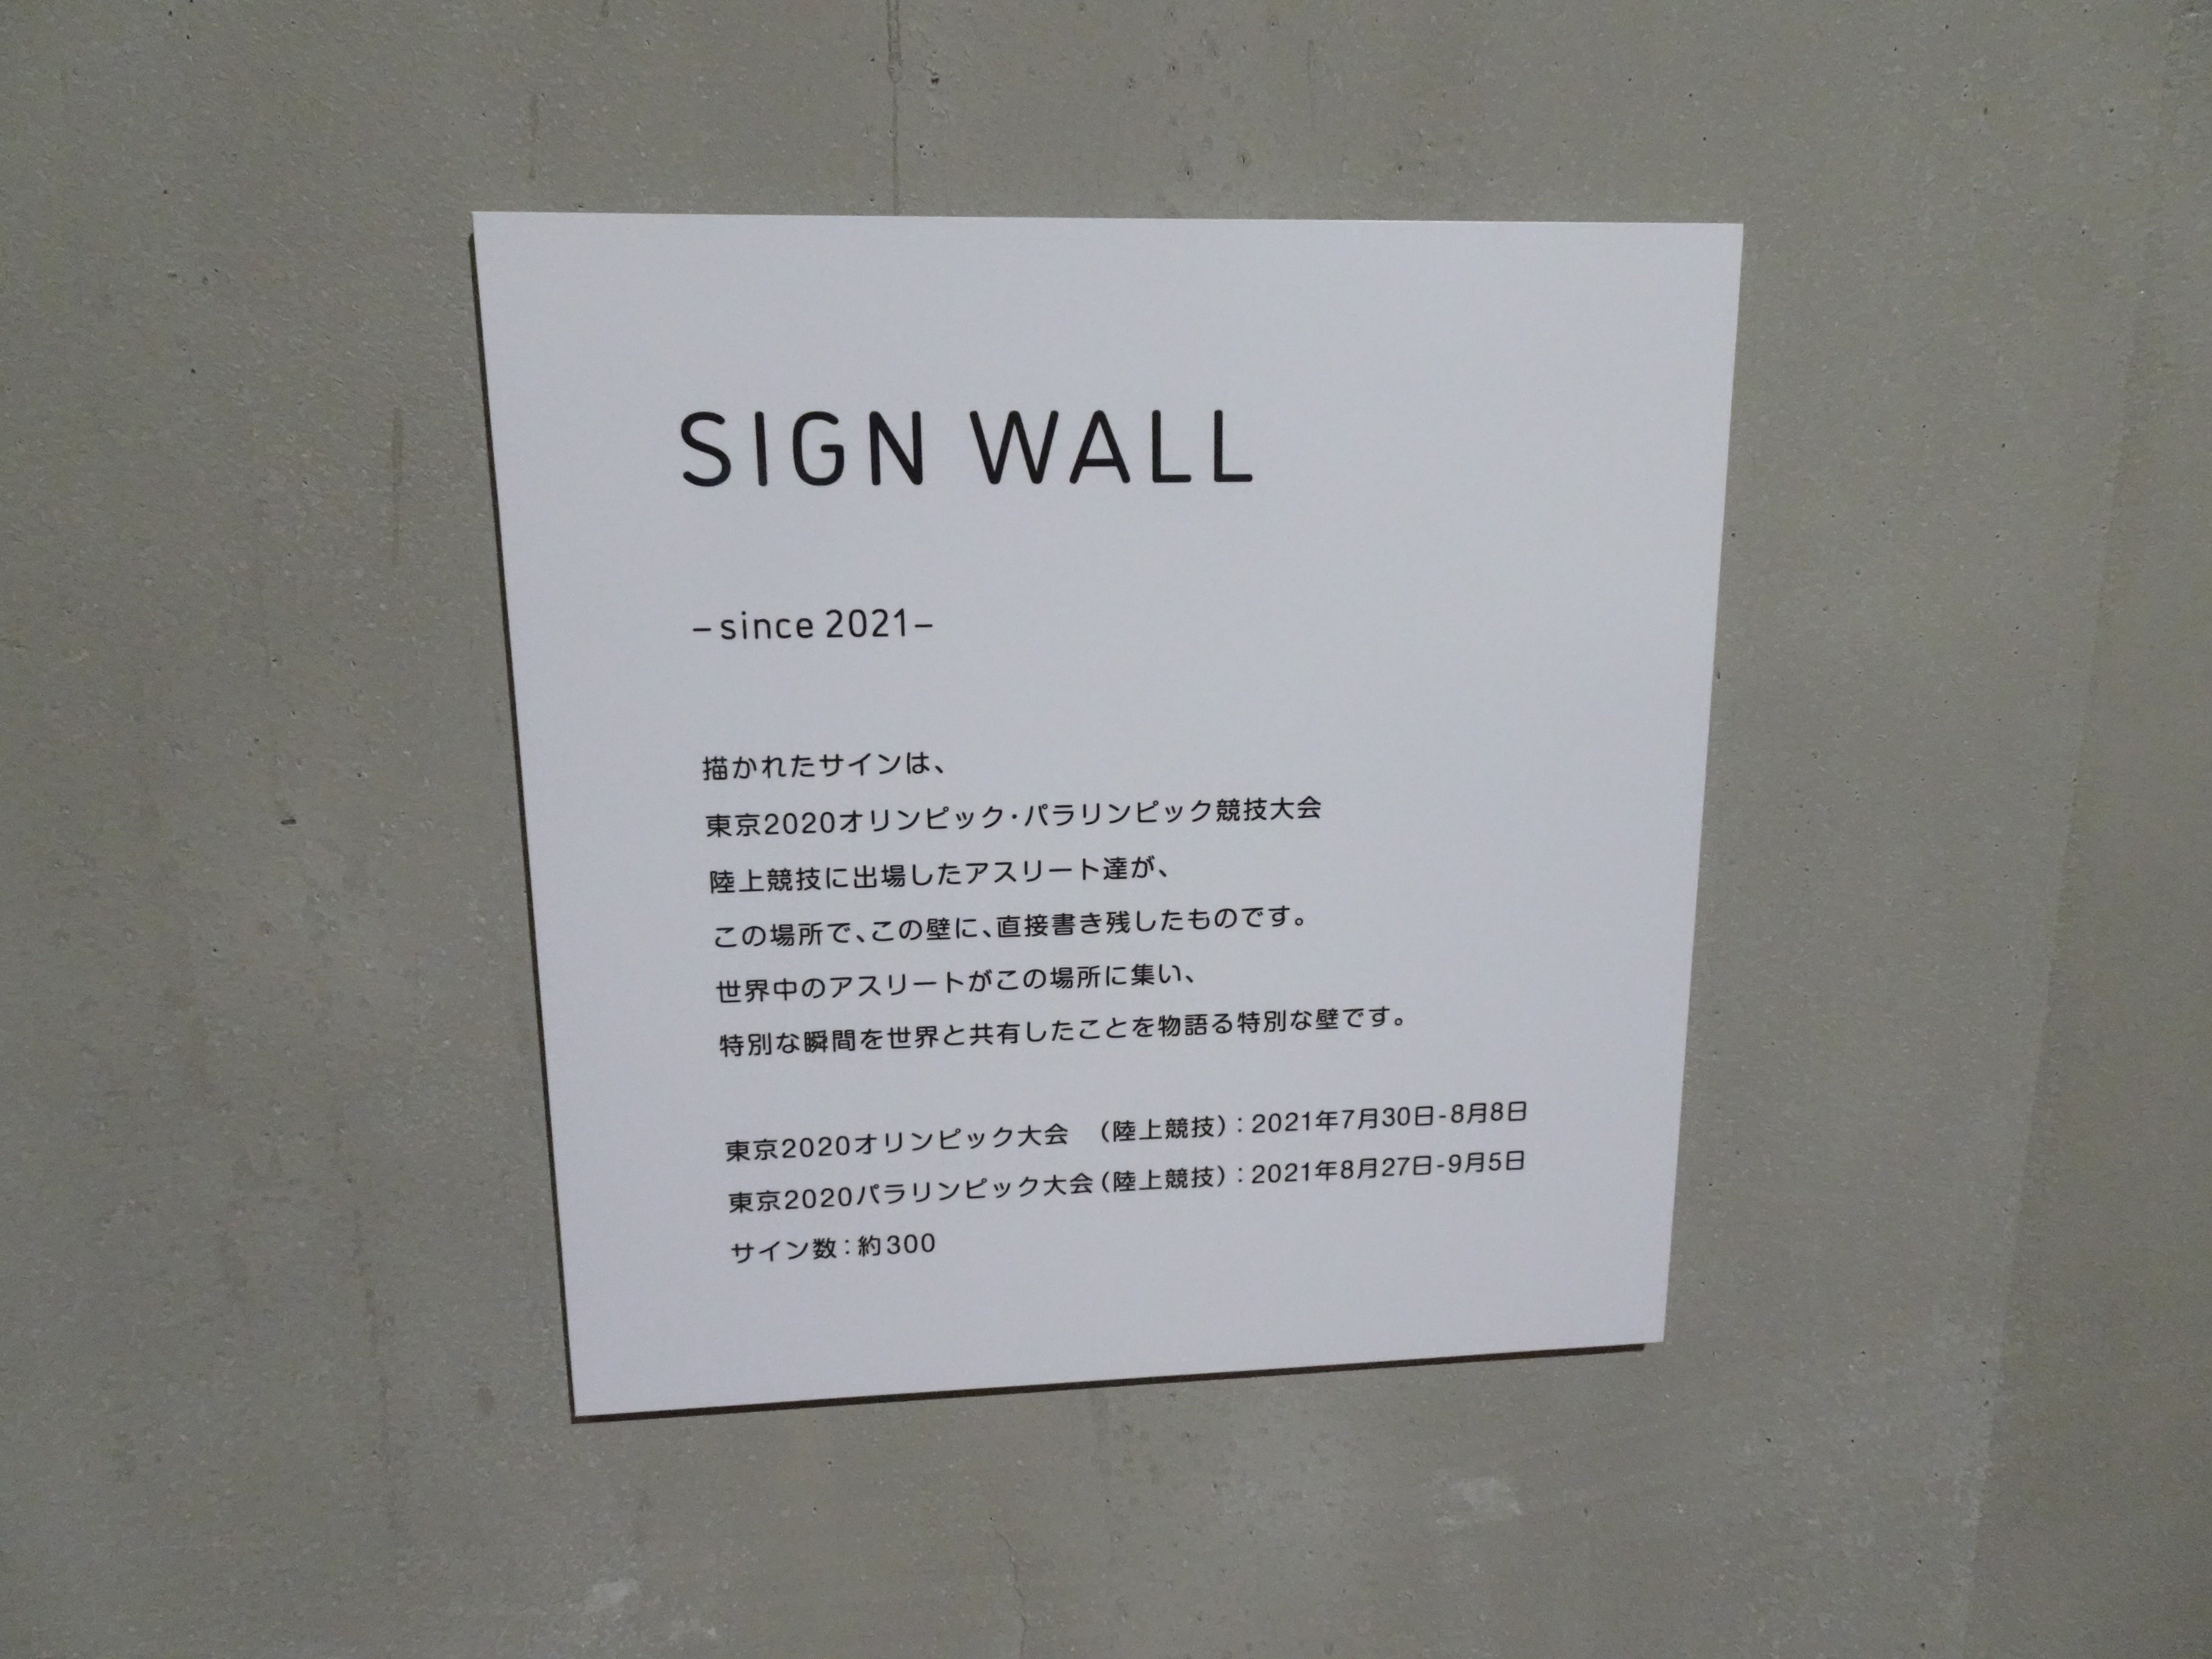 SIGN WALL
–since 2021–
描かれたサインは、
東京2020オリンピック・パラリンピック競技大会
陸上競技に出場したアスリート達が、
この場所で、この壁に、直接書き残したものです。
世界中のアスリートがこの場所に集い、
特別な瞬間を世界と共有したことを物語る特別な壁です。
東京2020オリンピック大会　（陸上競技）：2021年7月30日-8月8日
東京2020パラリンピック大会（陸上競技）：2021年8月27日-9月5日
サイン数：約300